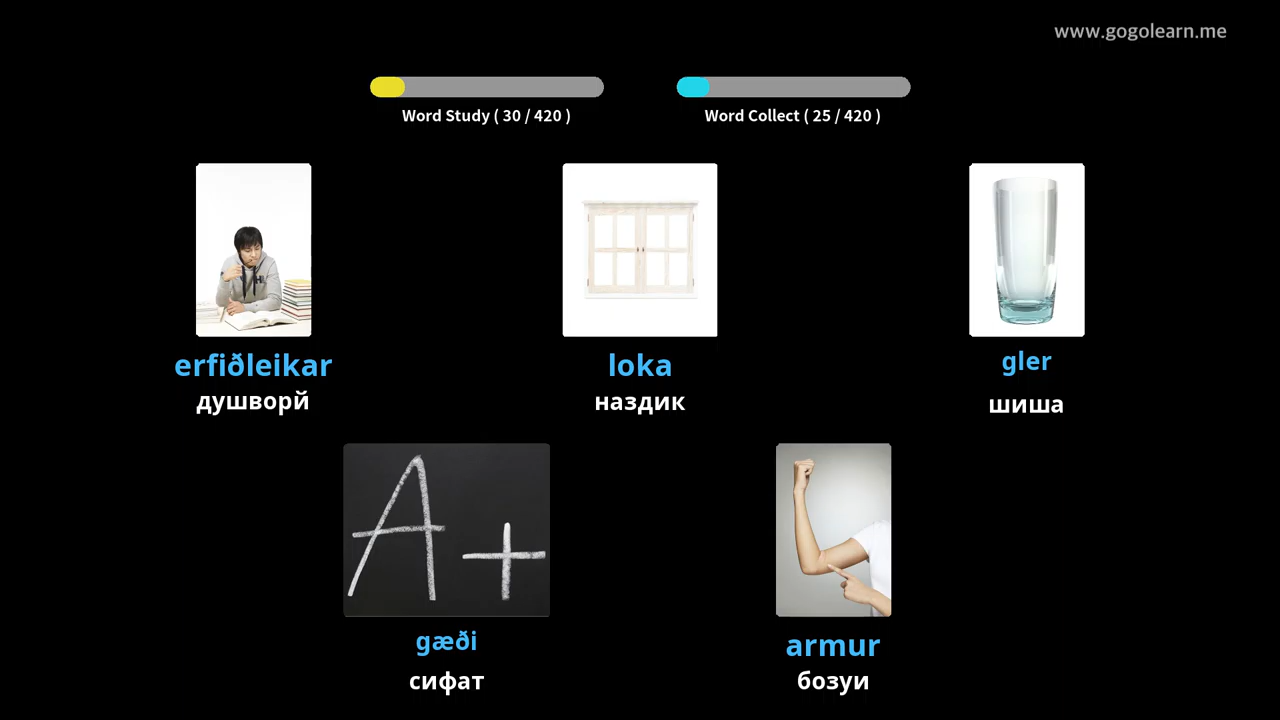 www.gogolearn.me
Word Study ( 30 / 420 )
Word Collect ( 25 / 420 )
erfiðleikar
душворй
loka
наздик
gler
шиша
A+
gæði
сифат
armur
бозуи